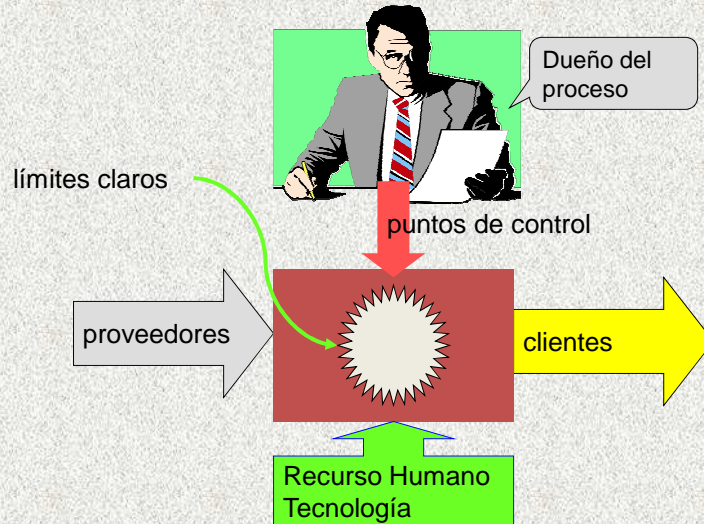 Dueño del
proceso
límites claros
puntos de control
proveedores
clientes
Recurso Humano
Tecnología